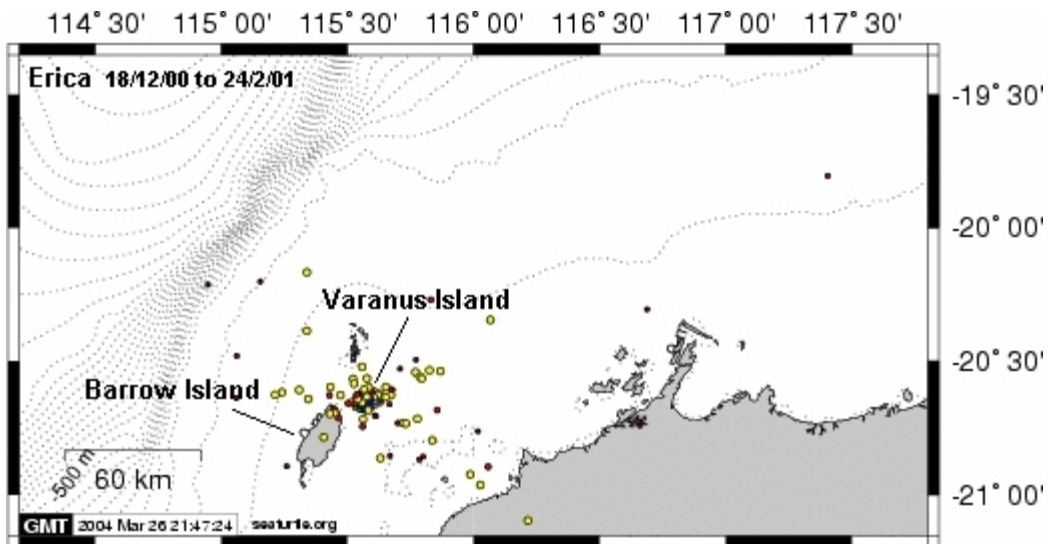 114˚30' 115˚00' 115˚30' 116˚00' 116˚30' 117˚00' 117˚30'
Erica 18/12/00 to 24/2/01
-19˚30'
-20˚00'
Varanus Island
-20˚30'
Barrow Island
-500 m
60 km
-21˚00'
GMT 2004 Mar 26 21:47:24 seaturtle.org